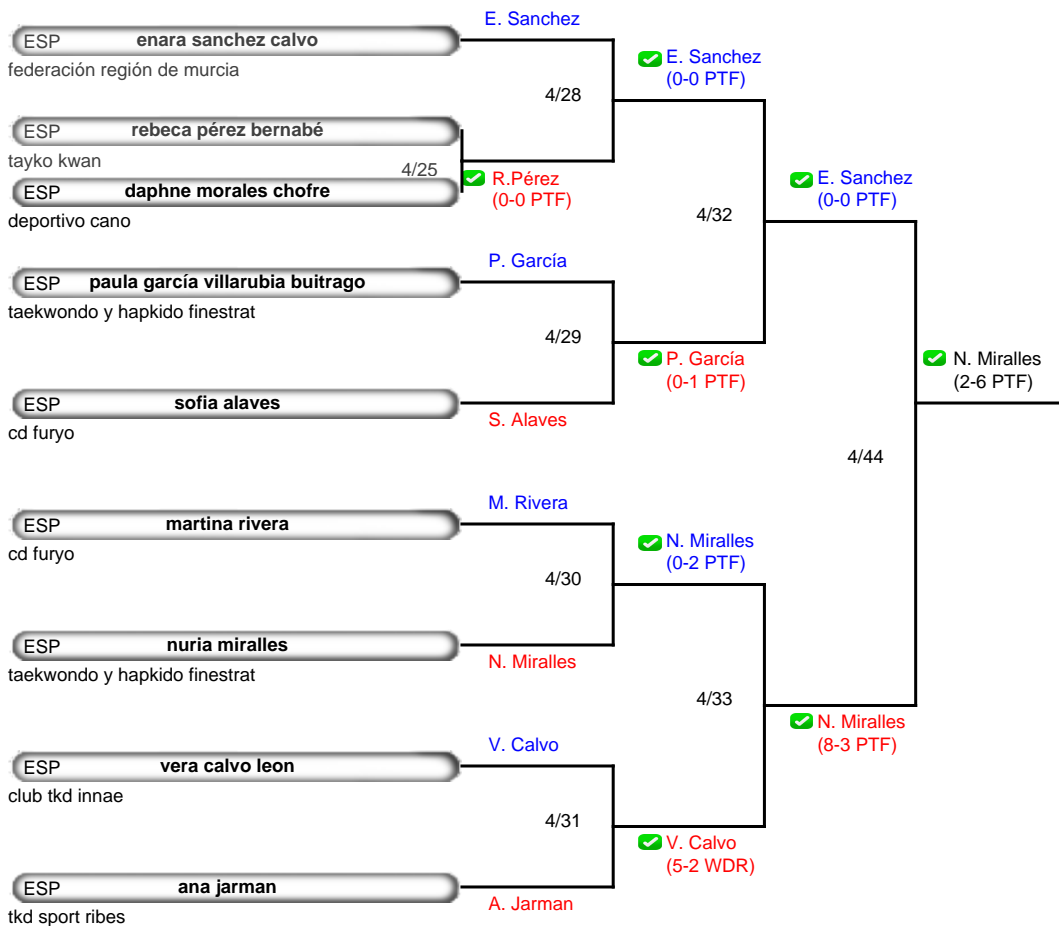 E. Sanchez
ESP enara sanchez calvo
federación región de murcia
E. Sanchez
(0-0 PTF)
4/28
ESP rebeca pérez bernabé
tayko kwan
4/25
R.Pérez
(0-0 PTF)
ESP daphne morales chofre
deportivo cano
E. Sanchez
(0-0 PTF)
4/32
P. García
ESP paula garcía villarubia buitrago
taekwondo y hapkido finestrat
4/29
P. García
(0-1 PTF)
ESP sofia alaves
S. Alaves
cd furyo
N. Miralles
(2-6 PTF)
4/44
M. Rivera
ESP martina rivera
cd furyo
N. Miralles
(0-2 PTF)
4/30
ESP nuria miralles
N. Miralles
taekwondo y hapkido finestrat
4/33
N. Miralles
(8-3 PTF)
V. Calvo
ESP vera calvo leon
club tkd innae
4/31
V. Calvo
(5-2 WDR)
ESP ana jarman
A. Jarman
tkd sport ribes